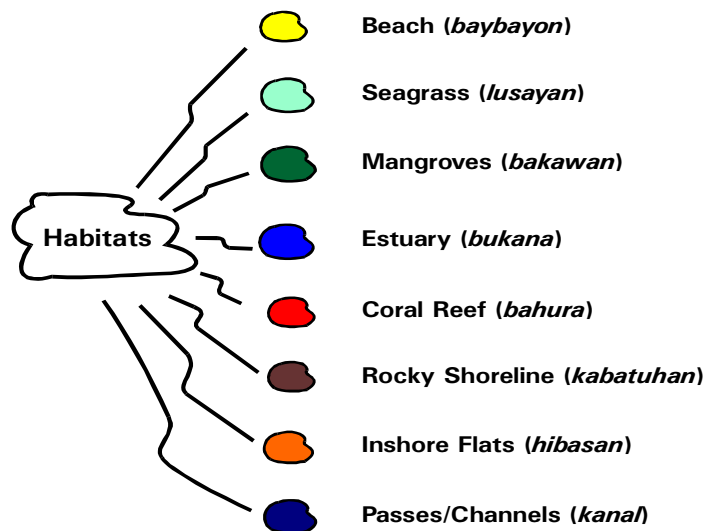 Beach (baybayon)
Seagrass (lusayan)
Mangroves (bakawan)
Habitats
Estuary (bukana)
Coral Reef (bahura)
Rocky Shoreline (kabatuhan)
Inshore Flats (hibasan)
Passes/Channels (kanal)